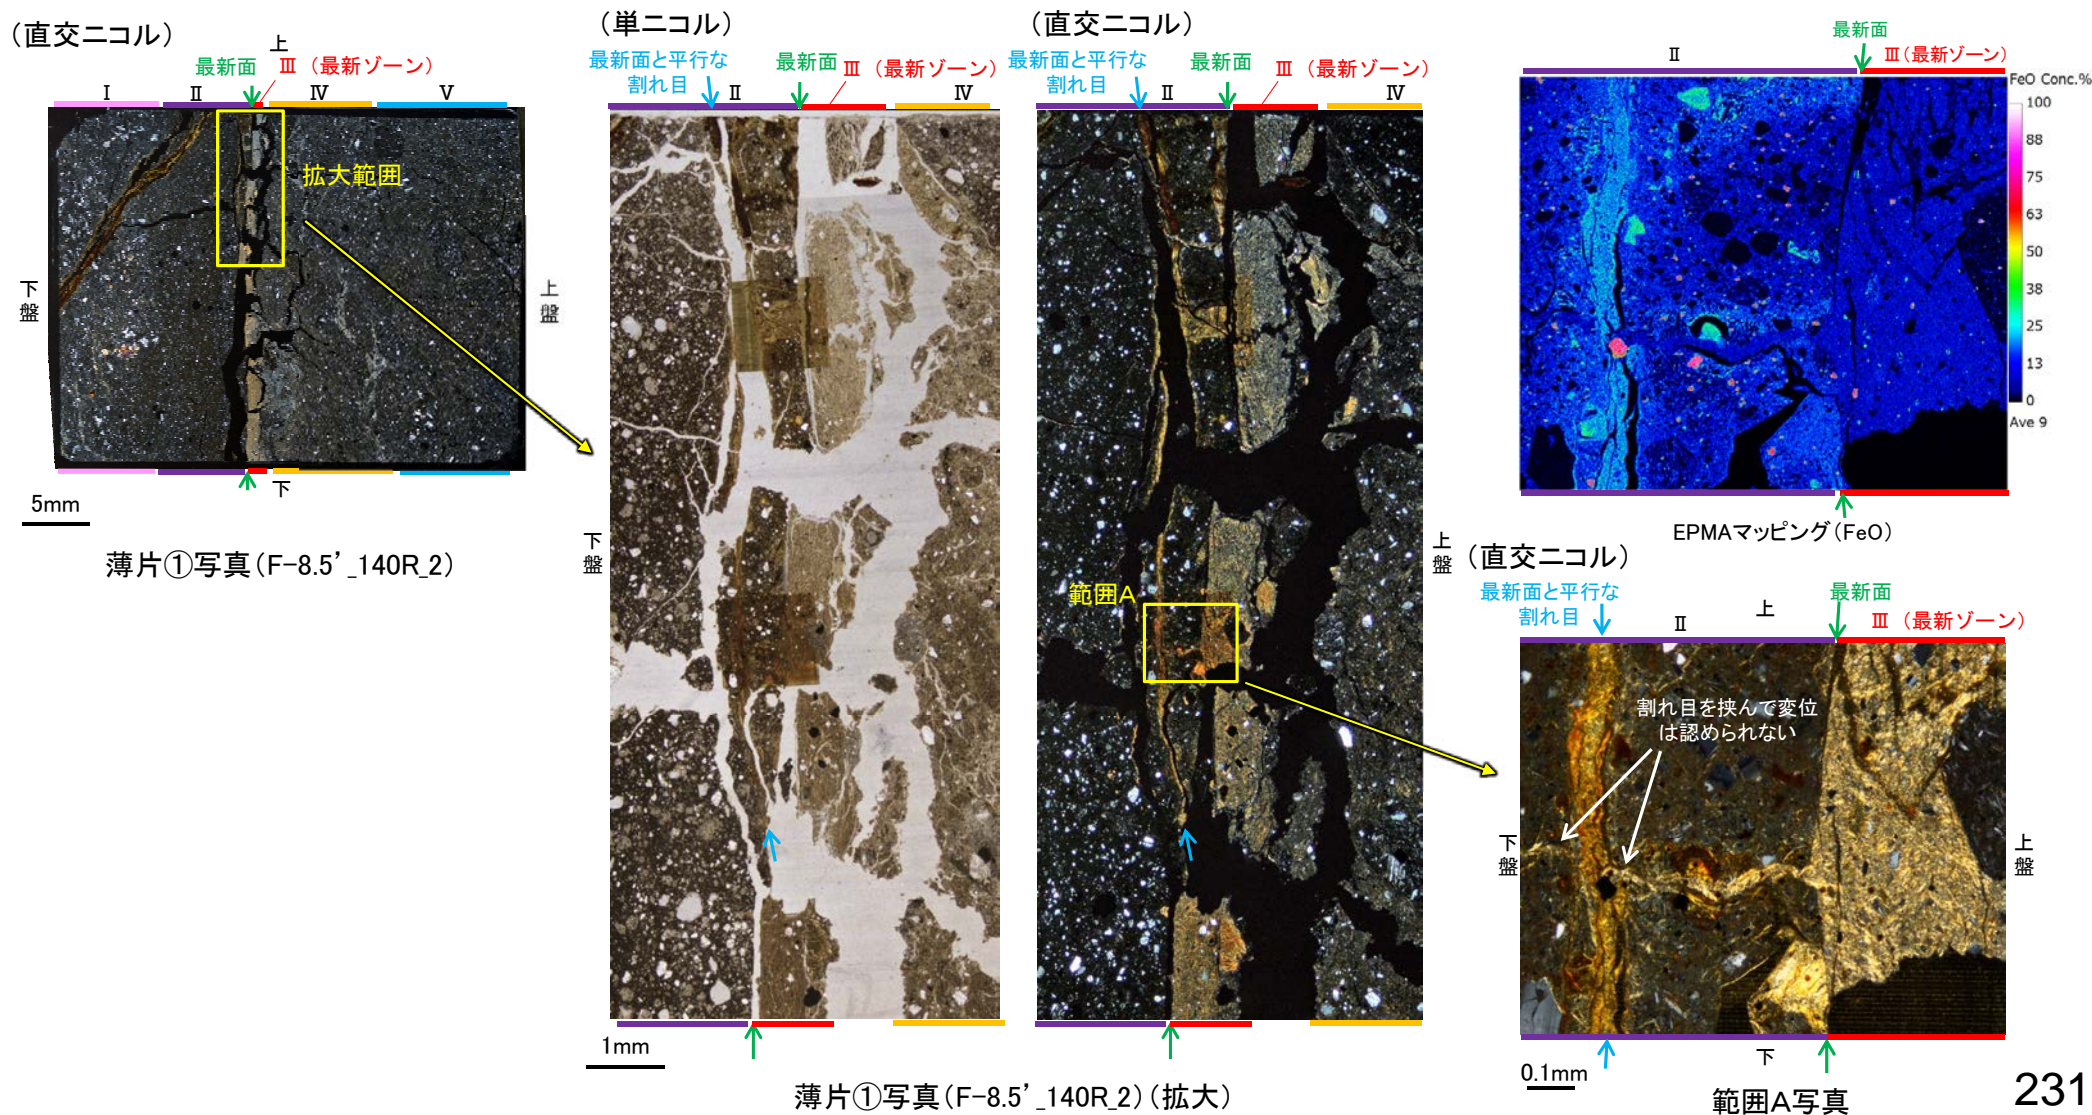 (直交ニコル)
上
最新面
Ⅲ(最新ゾーン)
Ⅰ
Ⅱ
Ⅳ
Ⅴ
拡大範囲
下盤
上盤
下
5mm
薄片①写真(F-8.5’_140R_2)
(単ニコル)
最新面と平行な
割れ目
最新面
Ⅲ(最新ゾーン)
Ⅱ
Ⅳ
下盤
1mm
(直交ニコル)
最新面と平行な
割れ目
最新面
Ⅲ(最新ゾーン)
Ⅱ
Ⅳ
範囲A
上盤
薄片①写真(F-8.5’_140R_2)(拡大)
最新面
Ⅱ
Ⅲ(最新ゾーン)
FeO Conc.%
100
88
75
63
50
38
25
13
0
Ave 9
EPMAマッピング(FeO)
(直交ニコル)
最新面と平行な
割れ目
上
最新面
Ⅱ
Ⅲ(最新ゾーン)
割れ目を挟んで変位
は認められない
下盤
上盤
下
0.1mm
範囲A写真
231